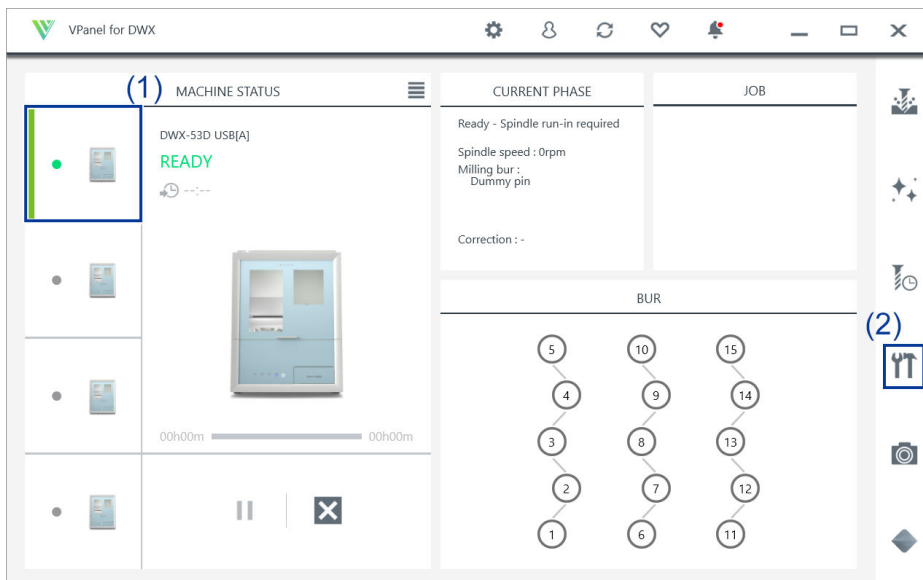 VPanel for DWX
(1)
MACHINE STATUS
DWX-53D USB[A]
READY
--:--
00h00m
00h00m
CURRENT PHASE
Ready - Spindle run-in required
Spindle speed : 0rpm
Milling bur :
Dummy pin
Correction : -
JOB
BUR
5 10 15
4 9 14
3 8 13
2 7 12
1 6 11
(2)